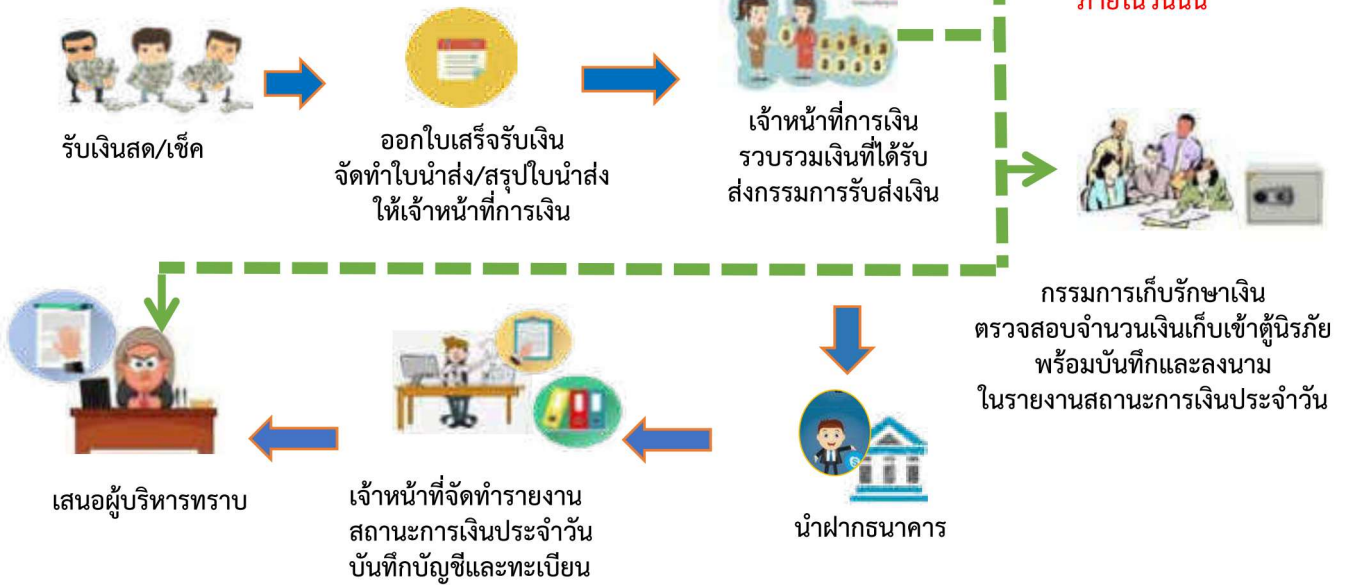 ภายในวันนั้น
รับเงินสด/เช็ค
ออกใบเสร็จรับเงิน
จัดทำใบนำส่ง/สรุปใบนำส่ง
ให้เจ้าหน้าที่การเงิน
เจ้าหน้าที่การเงิน
รวบรวมเงินที่ได้รับ
ส่งกรรมการรับส่งเงิน
กรรมการเก็บรักษาเงิน
ตรวจสอบจำนวนเงินเก็บเข้าตู้นิรภัย
พร้อมบันทึกและลงนาม
ในรายงานสถานะการเงินประจำวัน
เสนอผู้บริหารทราบ
เจ้าหน้าที่จัดทำรายงาน
สถานะการเงินประจำวัน
บันทึกบัญชีและทะเบียน
นำฝากธนาคาร